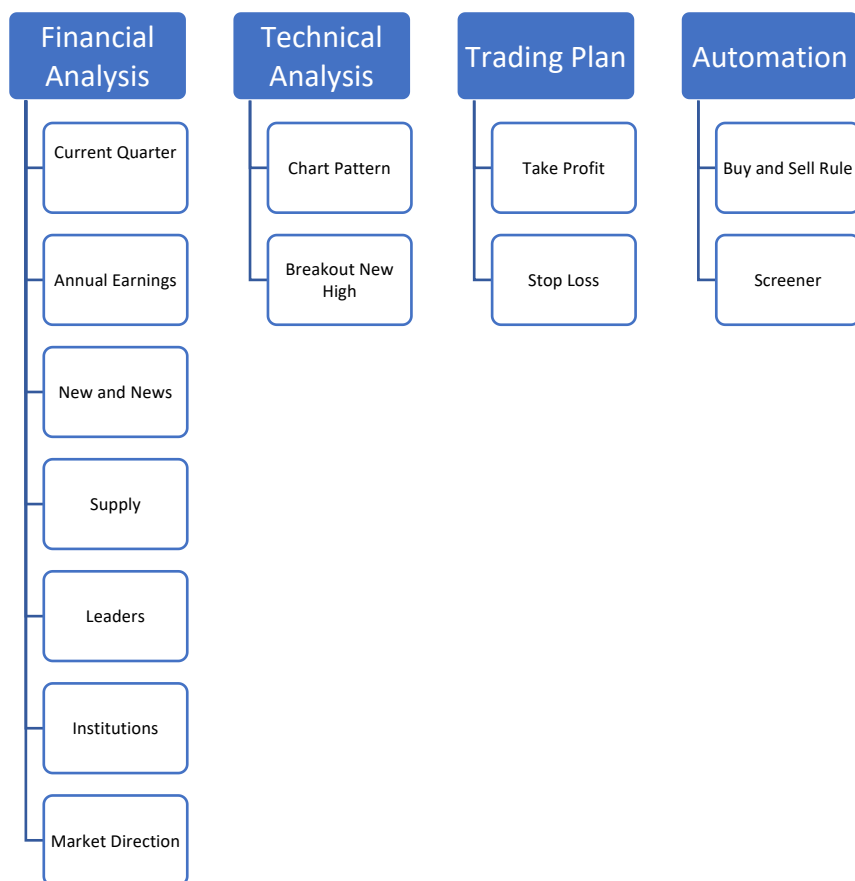 Financial
Analysis
Current Quarter
Annual Earnings
New and News
Supply
Leaders
Institutions
Market Direction
Technical
Analysis
Chart Pattern
Breakout New
High
Trading Plan
Take Profit
Stop Loss
Automation
Buy and Sell Rule
Screener